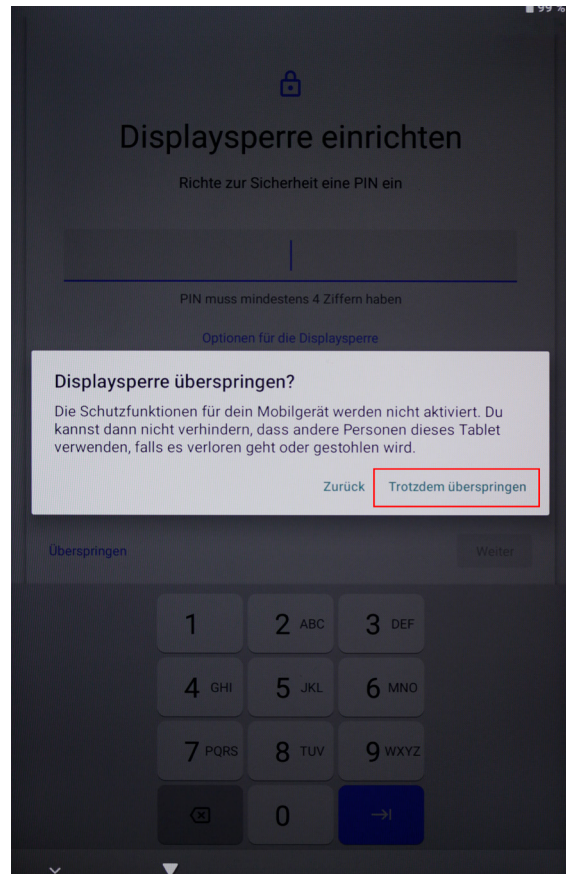 99 %
Displaysperre einrichten
Richte zur Sicherheit eine PIN ein
PIN muss mindestens 4 Ziffern haben
Optionen für die Displaysperre
Displaysperre überspringen?
Die Schutzfunktionen für dein Mobilgerät werden nicht aktiviert. Du
kannst dann nicht verhindern, dass andere Personen dieses Tablet
verwenden, falls es verloren geht oder gestohlen wird.
Zurück Trotzdem überspringen
Überspringen Weiter
1 2 ABC 3 DEF
4 GHI 5 JKL 6 MNO
7 PQRS 8 TUV 9 WXYZ
0